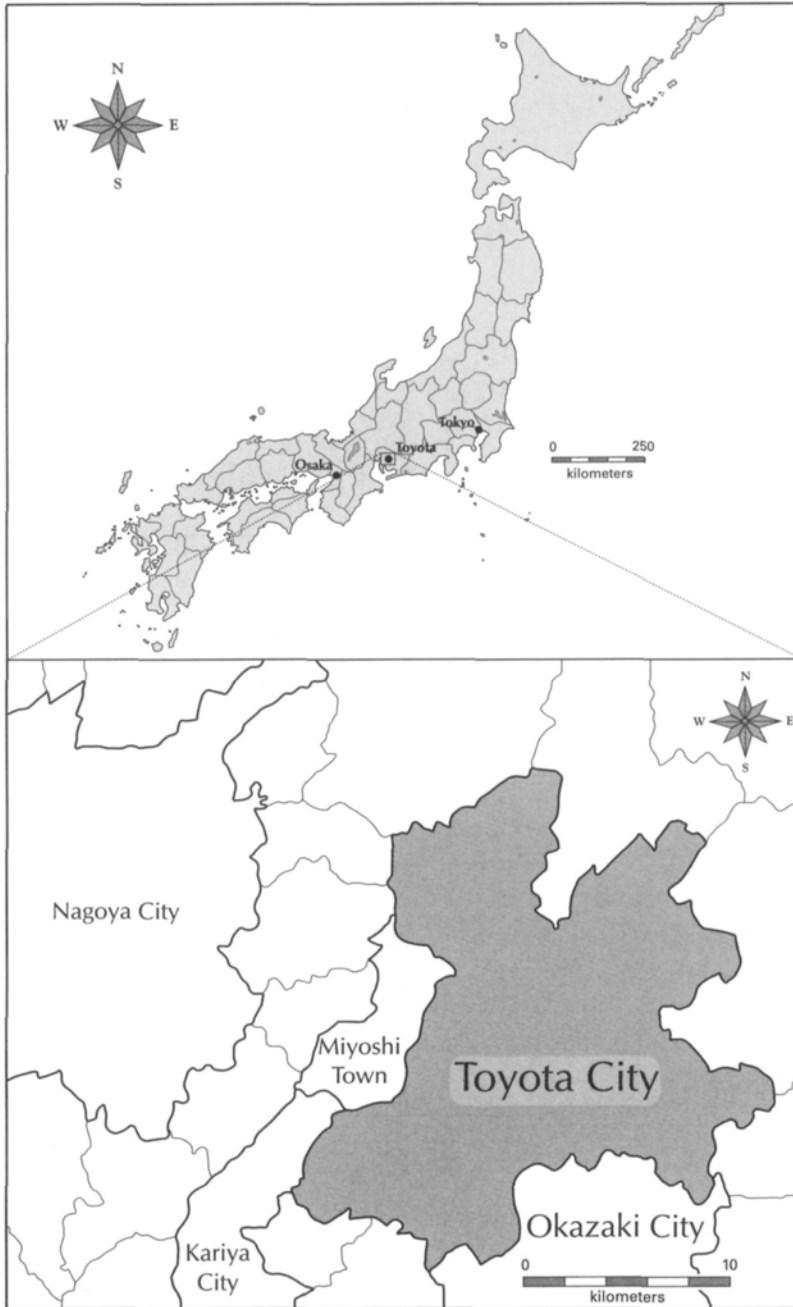 N
W E
S
Tokyo
Toyota
Osaka
0 250
kilometers
N
W E
S
Nagoya City
Miyoshi
Town
Toyota City
Okazaki City
Kariya
City
0 10
kilometers